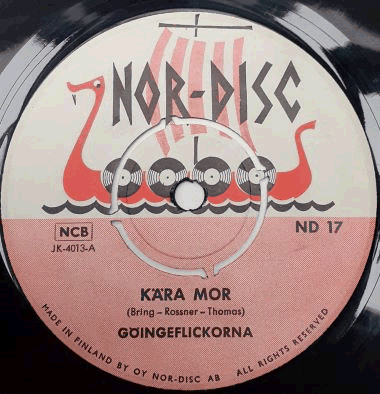 NOR-DISC
NCB
JK-4013-A
ND 17
KÄRA MOR
(Bring – Rossner – Thomas)
GÖINGEFLICKORNA
MADE IN FINLAND BY OY NOR-DISC AB ALL RIGHTS RESERVED